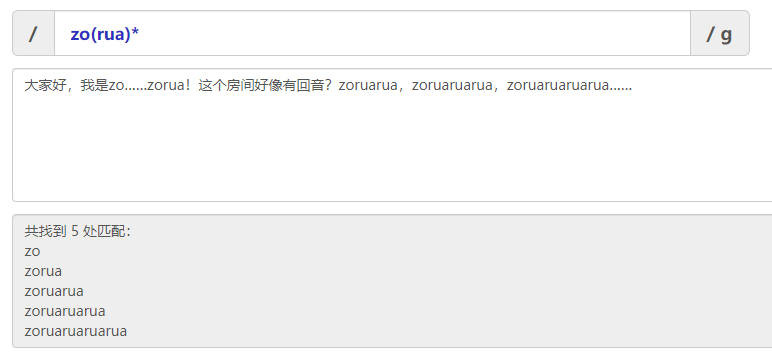 / zo(rua)* / g
大家好，我是zo......zorua！这个房间好像有回音？zoruarua，zoruaruarua，zoruaruaruarua......
共找到 5 处匹配：
zo
zorua
zoruarua
zoruaruarua
zoruaruaruarua